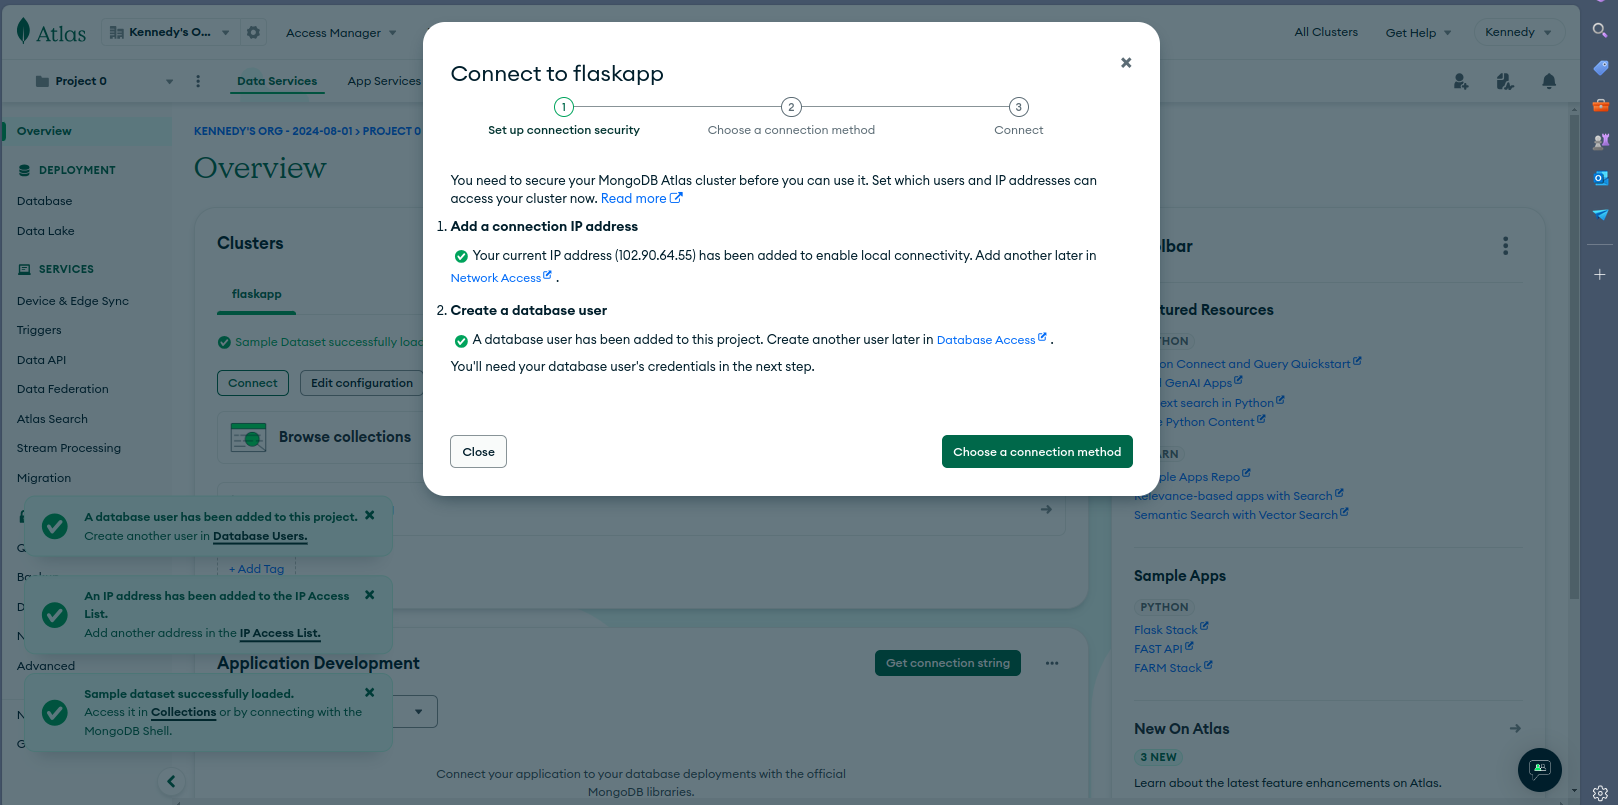 Atlas
Kennedy's O...
Access Manager
All Clusters
Get Help
Kennedy
Project 0
Data Services
App Services
Overview
DEPLOYMENT
Database
Data Lake
SERVICES
Device & Edge Sync
Triggers
Data API
Data Federation
Atlas Search
Stream Processing
Migration
Advanced
KENNEDY'S ORG - 2024-08-01 > PROJECT 0
Overview
Clusters
flaskapp
Sample Dataset successfully loa
Connect
Edit configuration
Browse collections
+ Add Tag
Application Development
Get connection string
Connect your application to your database deployments with the official
MongoDB libraries.
Connect to flaskapp
1
2
3
Set up connection security
Choose a connection method
Connect
You need to secure your MongoDB Atlas cluster before you can use it. Set which users and IP addresses can
access your cluster now. Read more
1. Add a connection IP address
Your current IP address (102.90.64.55) has been added to enable local connectivity. Add another later in
Network Access .
2. Create a database user
A database user has been added to this project. Create another user later in Database Access .
You'll need your database user's credentials in the next step.
Close
Choose a connection method
A database user has been added to this project.
Create another user in Database Users.
An IP address has been added to the IP Access
List.
Add another address in the IP Access List.
Sample dataset successfully loaded.
Access it in Collections or by connecting with the
MongoDB Shell.
lbar
tured Resources
HON
on Connect and Query Quickstart
GenAI Apps
ext search in Python
e Python Content
ARN
ple Apps Repo
Relevance-based apps with Search
Semantic Search with Vector Search
Sample Apps
PYTHON
Flask Stack
FAST API
FARM Stack
New On Atlas
3 NEW
Learn about the latest feature enhancements on Atlas.